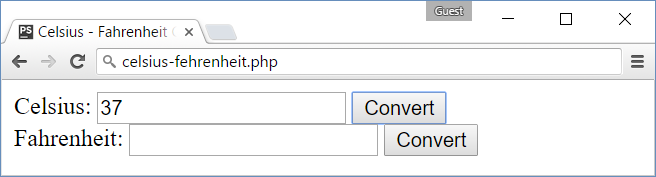 Guest
PS Celsius - Fahrenheit
celsius-fehrenheit.php
Celsius: 37 Convert
Fahrenheit: Convert